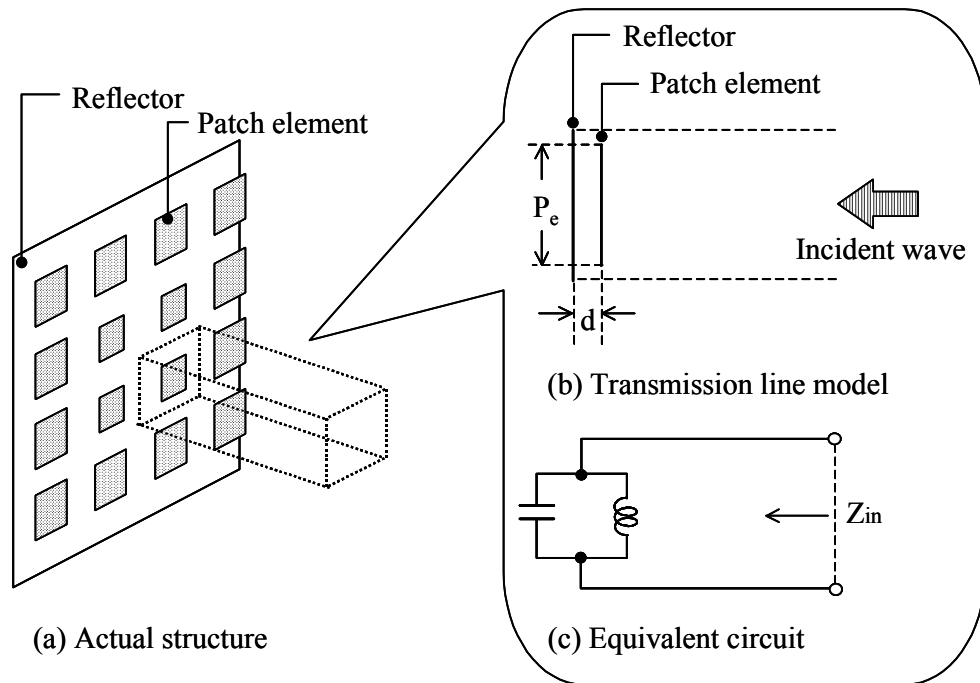 Reflector
Patch element
(a) Actual structure
Reflector
Patch element
Pe
d
Incident wave
(b) Transmission line model
Zin
(c) Equivalent circuit